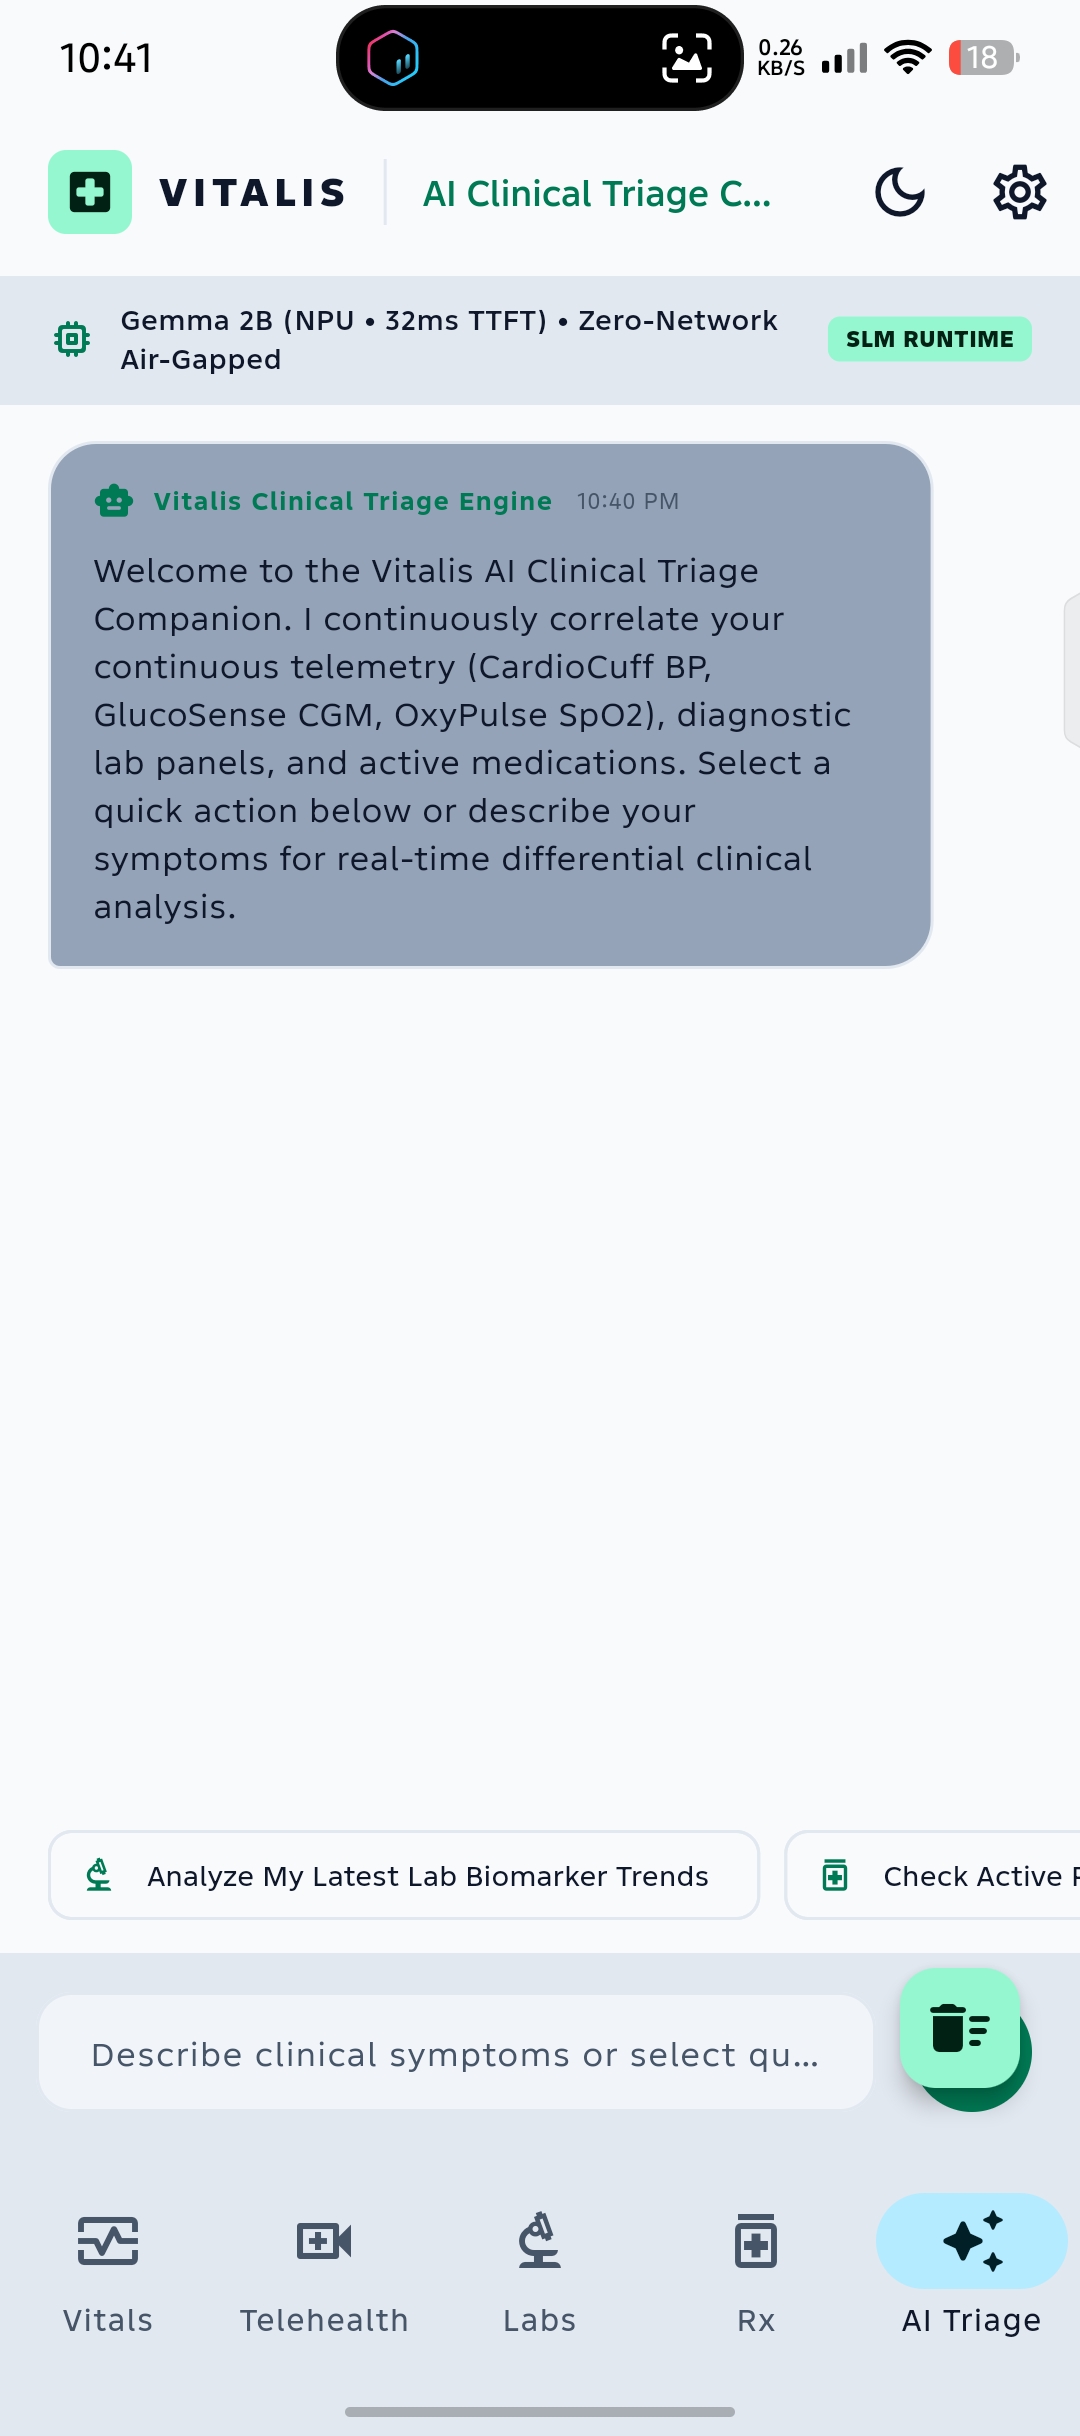 10:41
0.26
KB/S
18
VITALIS
AI Clinical Triage C...
Gemma 2B (NPU • 32ms TTFT) • Zero-Network
Air-Gapped
SLM RUNTIME
Vitalis Clinical Triage Engine 10:40 PM
Welcome to the Vitalis AI Clinical Triage
Companion. I continuously correlate your
continuous telemetry (CardioCuff BP,
GlucoSense CGM, OxyPulse SpO2), diagnostic
lab panels, and active medications. Select a
quick action below or describe your
symptoms for real-time differential clinical
analysis.
Analyze My Latest Lab Biomarker Trends
Check Active
Describe clinical symptoms or select qu...
Vitals
Telehealth
Labs
Rx
AI Triage